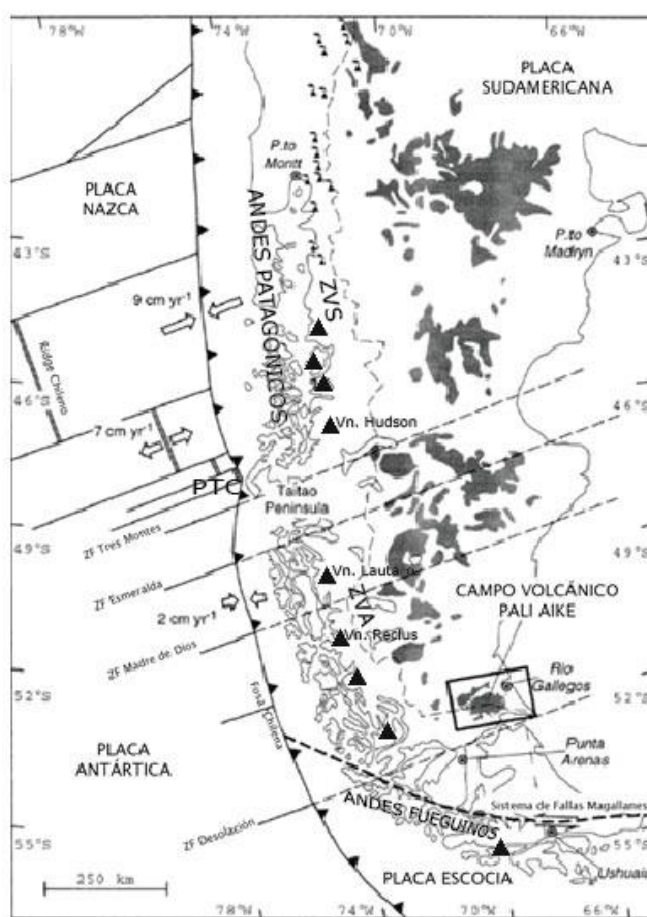 78°W
74°W
70°W
66°W
PLACA
SUDAMERICANA
P.to
Montt
PLACA
NAZCA
ANDES PATAGONICOS
ZVS
P.to
Madiryn
43°S
43°S
9 cm yr⁻¹
Ridge Chileno
46°S
46°S
7 cm yr⁻¹
Vn. Hudson
PTC
Taitao
Peninsula
ZF Tres Montes
49°S
49°S
ZF Esmeralda
Vn. Lautaro
ZVA
CAMPO VOLCÁNICO
PALI AIKE
2 cm yr⁻¹
Vn. Reclus
ZF Madre de Dios
52°S
52°S
Río
Gallegos
Fosa Chilena
PLACA
ANTÁRTICA
Punta
Arenas
Sistema de Fallas Magallanes
ANDES FUEGUINOS
ZF Desolación
55°S
55°S
PLACA ESCOCIA
Ushuaia
250 km
78°W
74°W
70°W
66°W